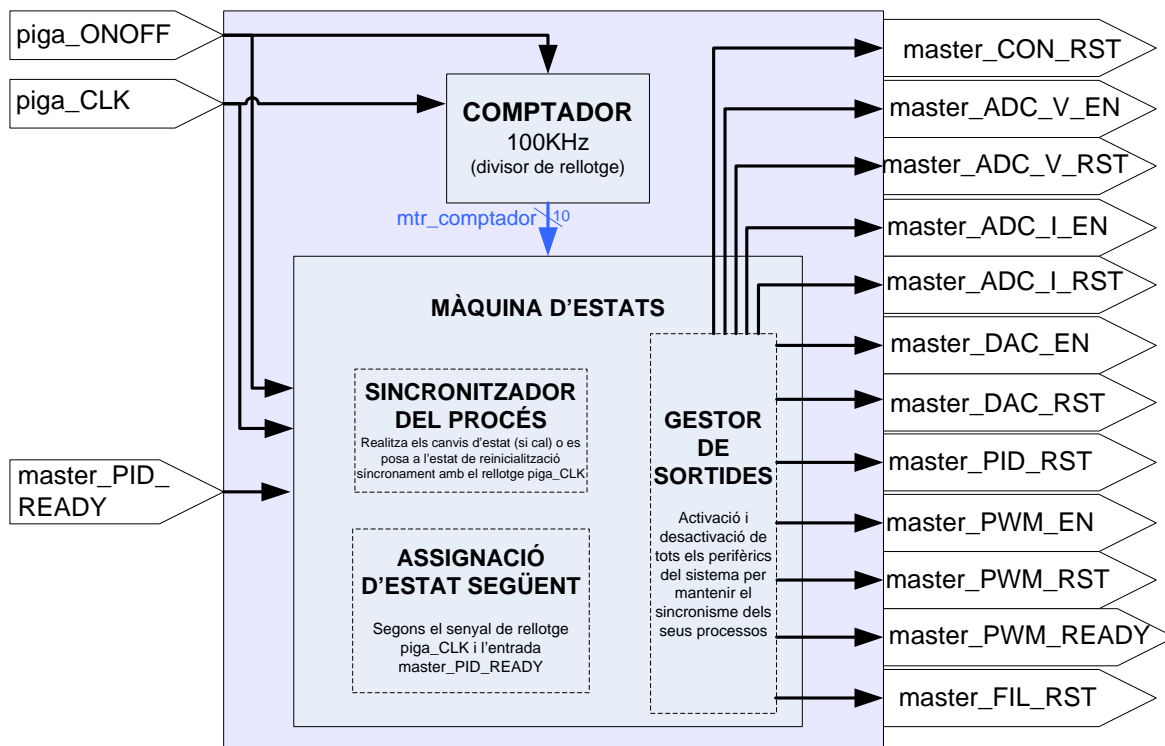 piga_ONOFF
piga_CLK
master_PID_
READY
COMPTADOR
100KHz
(divisor de rellotge)
mtr_comptador
10
MÀQUINA D'ESTATS
SINCRONITZADOR
DEL PROCÉS
Realitza els canvis d'estat (si cal) o es
posa a l'estat de reinicialització
síncronament amb el rellotge piga_CLK
ASSIGNACIÓ
D'ESTAT SEGÜENT
Segons el senyal de rellotge
piga_CLK i l'entrada
master_PID_READY
GESTOR
DE
SORTIDES
Activació i
desactivació de
tots els perifèrics
del sistema per
mantenir el
sincronisme dels
seus processos
master_CON_RST
master_ADC_V_EN
master_ADC_V_RST
master_ADC_I_EN
master_ADC_I_RST
master_DAC_EN
master_DAC_RST
master_PID_RST
master_PWM_EN
master_PWM_RST
master_PWM_READY
master_FIL_RST